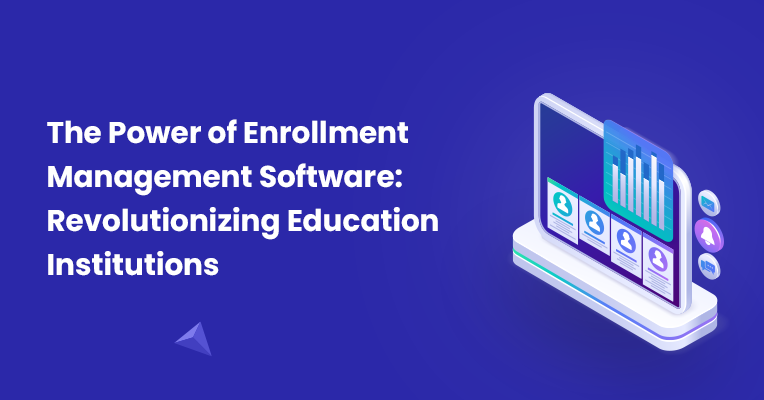 The Power of Enrollment
Management Software:
Revolutionizing Education
Institutions